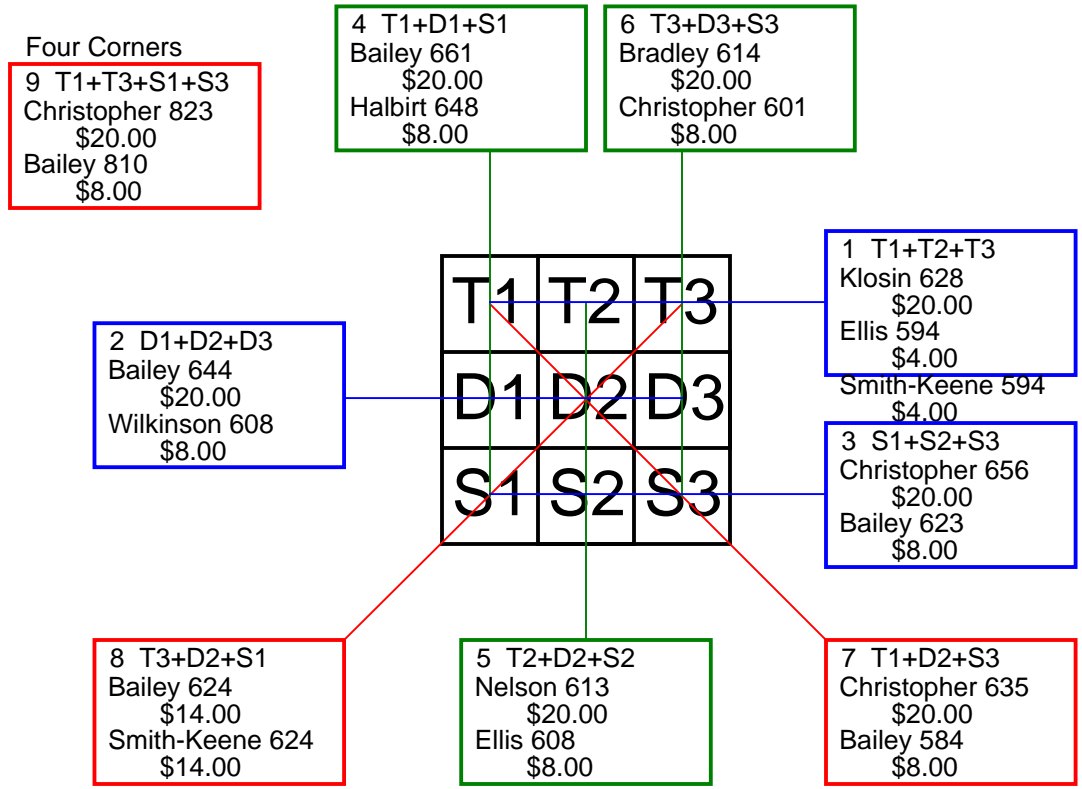 Four Corners
9 T1+T3+S1+S3
Christopher 823
$20.00
Bailey 810
$8.00
4 T1+D1+S1
Bailey 661
$20.00
Halbirt 648
$8.00
6 T3+D3+S3
Bradley 614
$20.00
Christopher 601
$8.00
1 T1+T2+T3
Klosin 628
$20.00
Ellis 594
$4.00
Smith-Keene 594
$4.00
2 D1+D2+D3
Bailey 644
$20.00
Wilkinson 608
$8.00
T1 T2 T3
D1 D2 D3
S1 S2 S3
3 S1+S2+S3
Christopher 656
$20.00
Bailey 623
$8.00
8 T3+D2+S1
Bailey 624
$14.00
Smith-Keene 624
$14.00
5 T2+D2+S2
Nelson 613
$20.00
Ellis 608
$8.00
7 T1+D2+S3
Christopher 635
$20.00
Bailey 584
$8.00